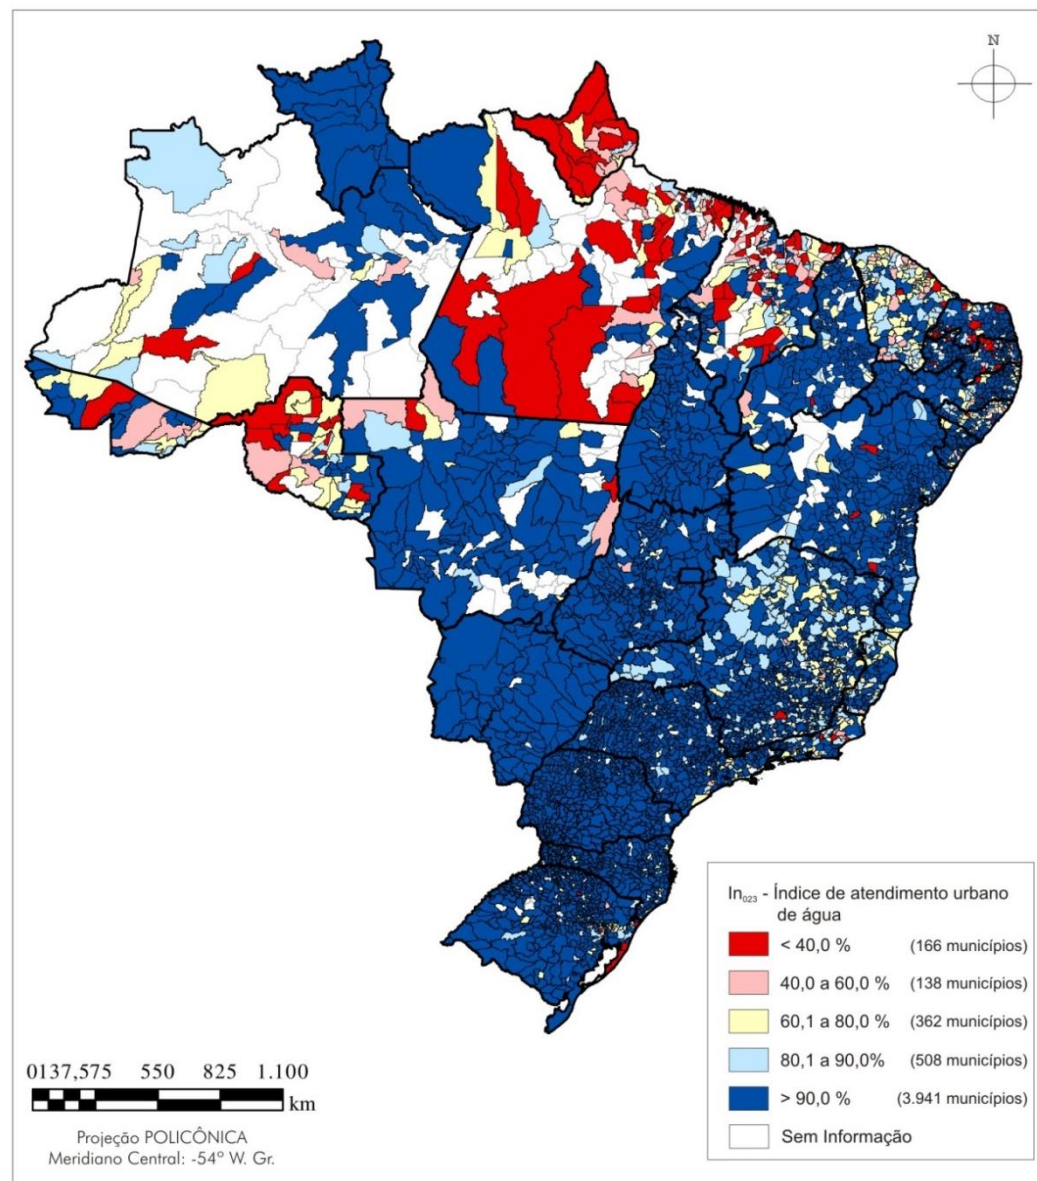 N
In₀₂₃ - Índice de atendimento urbano
de água
< 40,0 % (166 municípios)
40,0 a 60,0 % (138 municípios)
60,1 a 80,0 % (362 municípios)
80,1 a 90,0% (508 municípios)
> 90,0 % (3.941 municípios)
Sem Informação
0137,575 550 825 1.100
km
Projeção POLICÔNICA
Meridiano Central: -54º W. Gr.